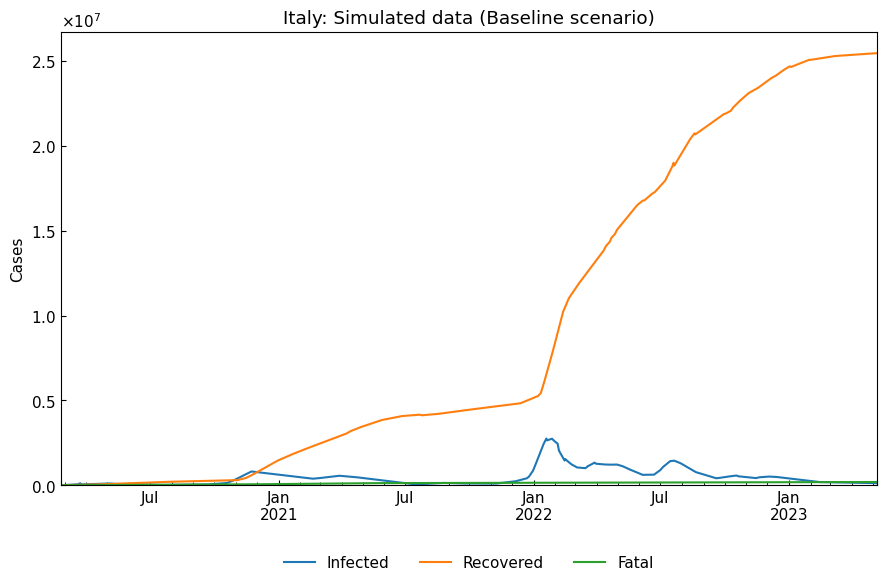 Italy: Simulated data (Baseline scenario)
×10⁷
2.5
2.0
1.5
1.0
0.5
0.0
Cases
Jul Jan Jul Jan Jul Jan
2021 2022 2023
Infected Recovered Fatal